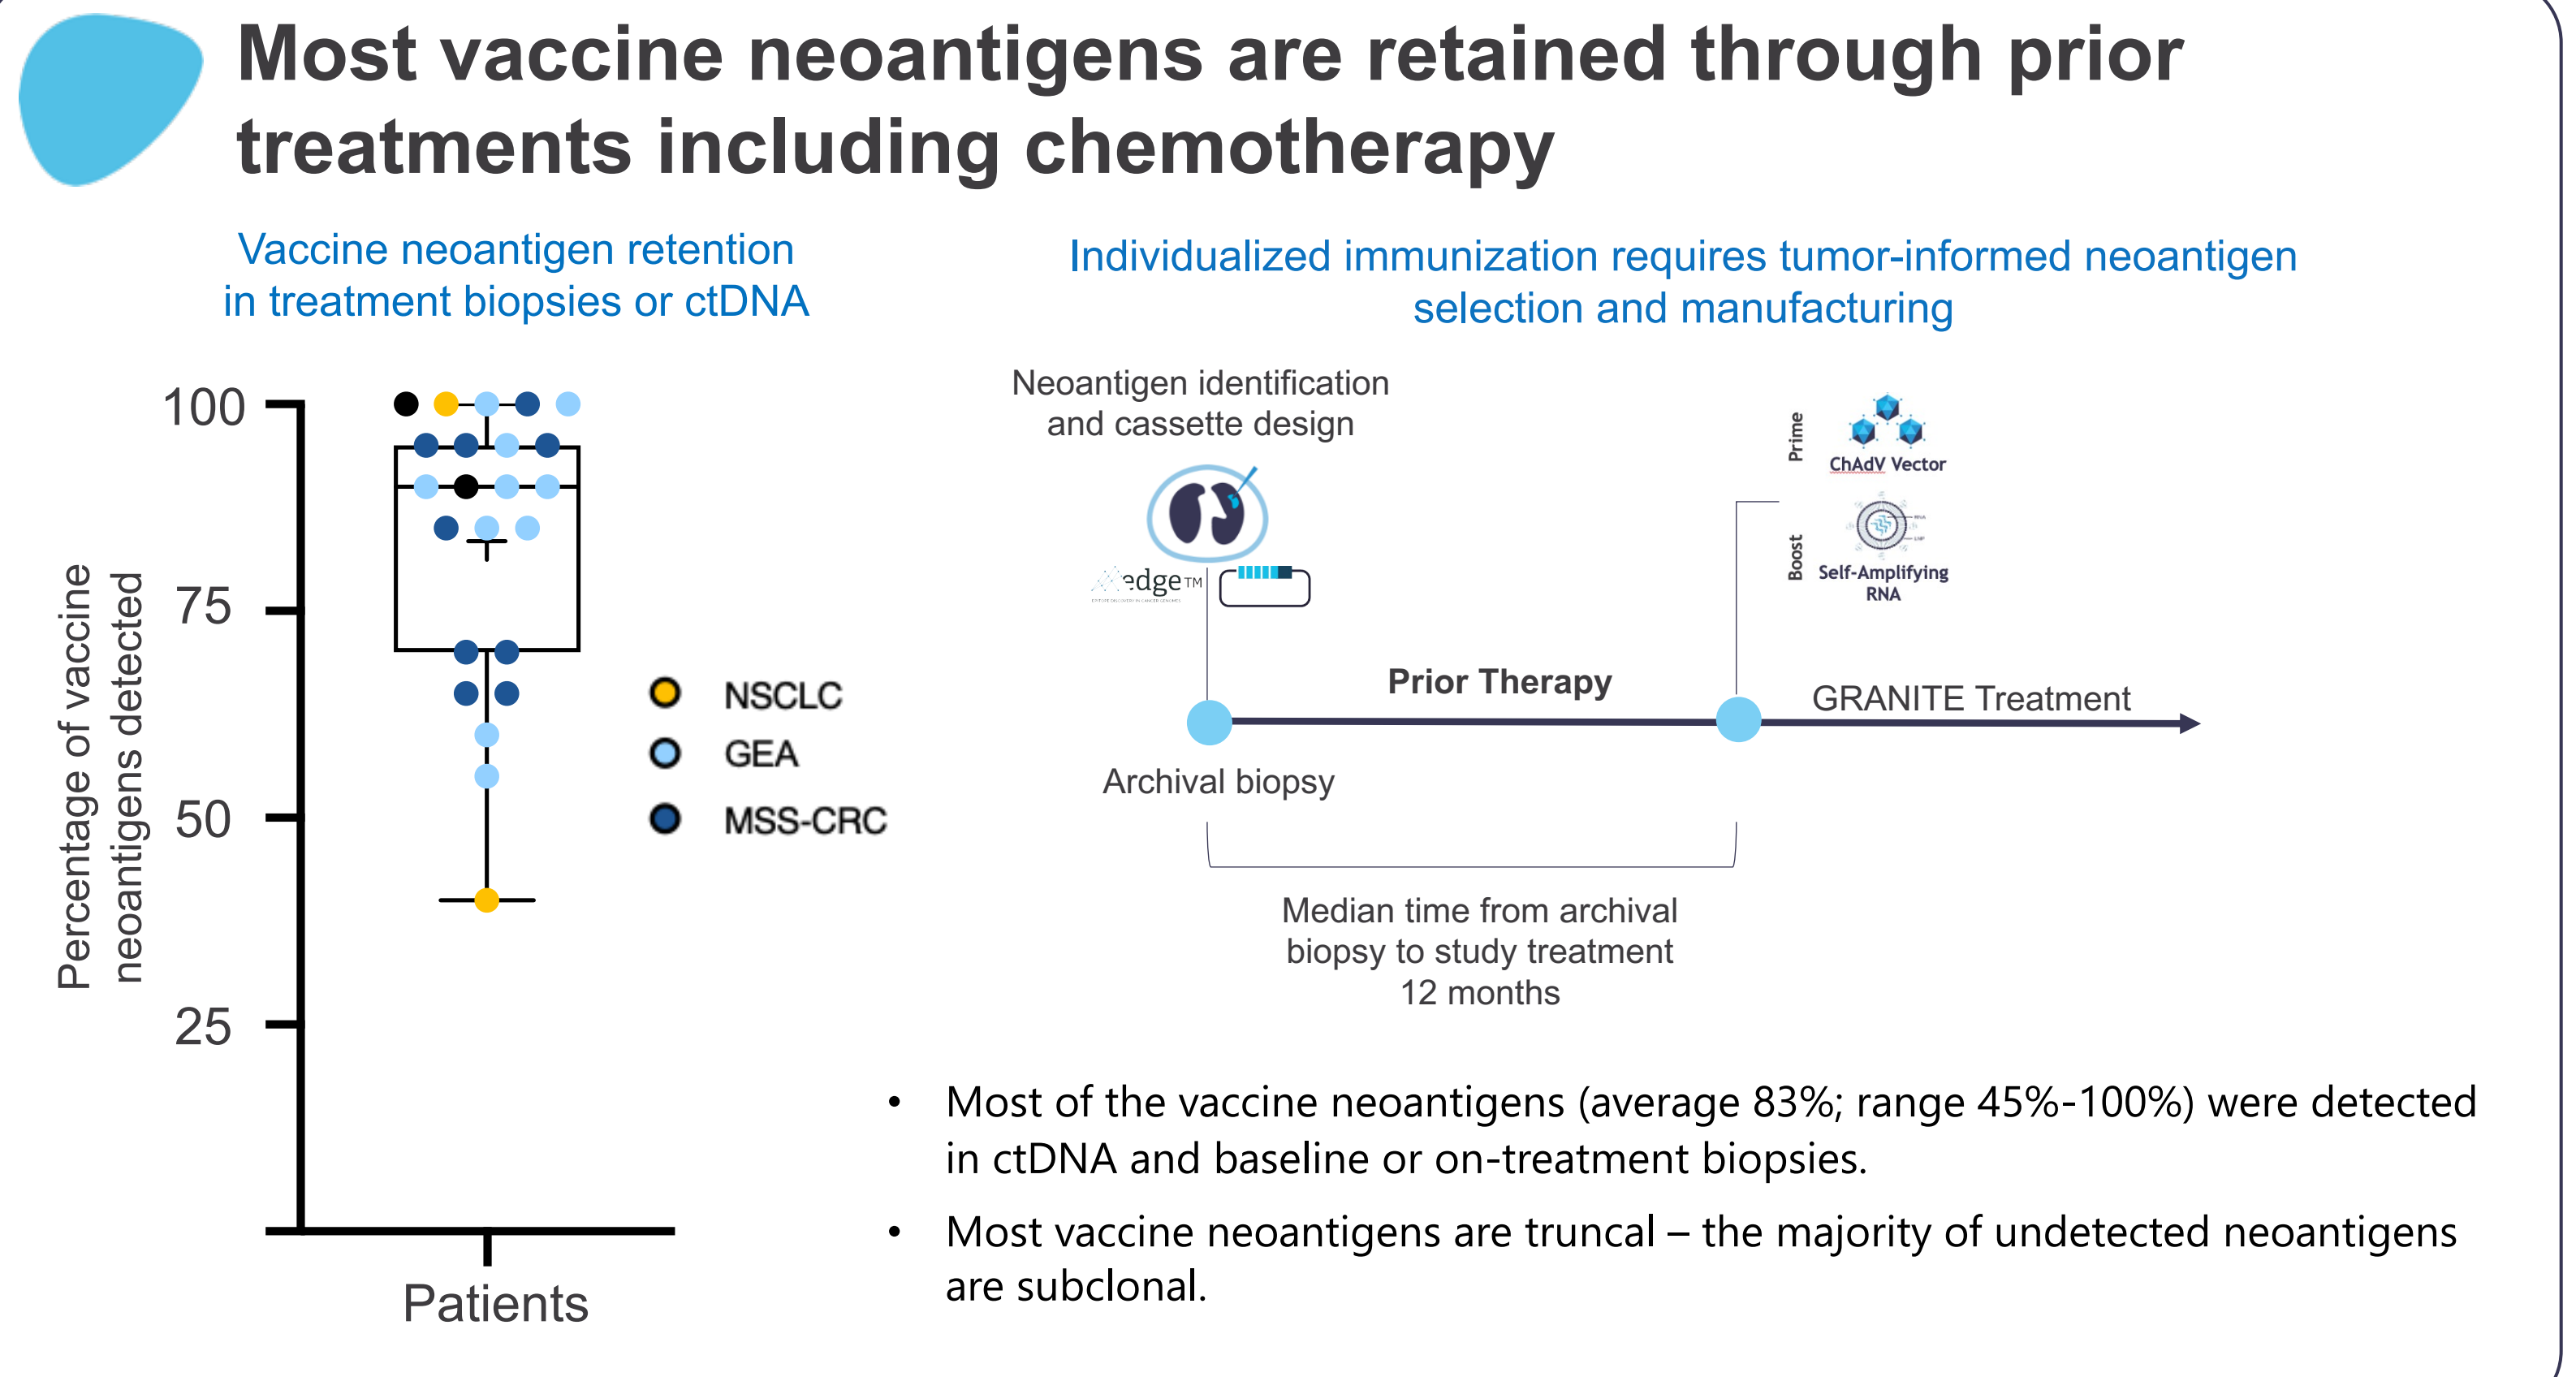 Most vaccine neoantigens are retained through prior
treatments including chemotherapy
Vaccine neoantigen retention
in treatment biopsies or ctDNA
Percentage of vaccine
neoantigens detected
100
75
50
25
Patients
NSCLC
GEA
MSS-CRC
Individualized immunization requires tumor-informed neoantigen
selection and manufacturing
Neoantigen identification
and cassette design
edge™
Prime
ChAdV Vector
Boost
Self-Amplifying
RNA
Prior Therapy
GRANITE Treatment
Archival biopsy
Median time from archival
biopsy to study treatment
12 months
• Most of the vaccine neoantigens (average 83%; range 45%-100%) were detected
in ctDNA and baseline or on-treatment biopsies.
• Most vaccine neoantigens are truncal – the majority of undetected neoantigens
are subclonal.